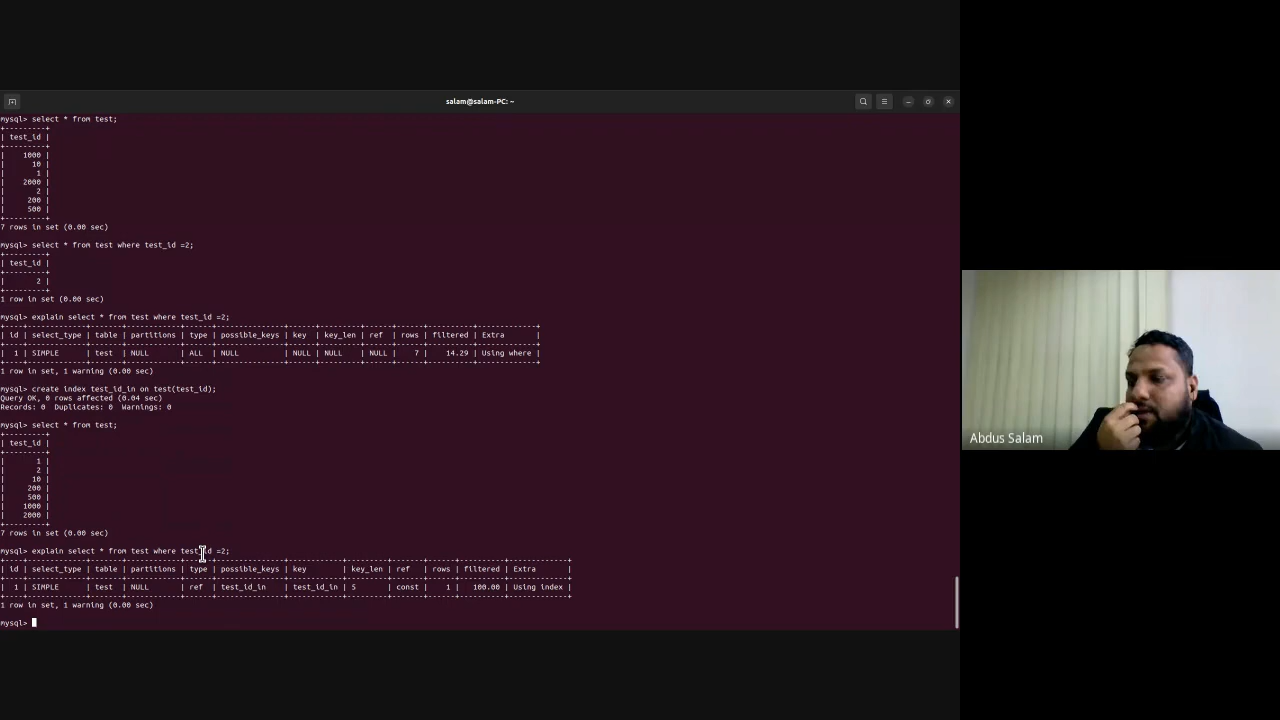 salam@salam-PC: ~
mysql> select * from test;
+---------+
| test_id |
+---------+
|    1000 |
|      10 |
|       1 |
|    2000 |
|       2 |
|     200 |
|     500 |
+---------+
7 rows in set (0.00 sec)
mysql> select * from test where test_id =2;
+---------+
| test_id |
+---------+
|       2 |
+---------+
1 row in set (0.00 sec)
mysql> explain select * from test where test_id =2;
+----+-------------+-------+------------+------+---------------+------+---------+------+------+----------+-------------+
| id | select_type | table | partitions | type | possible_keys | key  | key_len | ref  | rows | filtered | Extra       |
+----+-------------+-------+------------+------+---------------+------+---------+------+------+----------+-------------+
|  1 | SIMPLE      | test  | NULL       | ALL  | NULL          | NULL | NULL    | NULL |    7 |    14.29 | Using where |
+----+-------------+-------+------------+------+---------------+------+---------+------+------+----------+-------------+
1 row in set, 1 warning (0.00 sec)
mysql> create index test_id_in on test(test_id);
Query OK, 0 rows affected (0.04 sec)
Records: 0  Duplicates: 0  Warnings: 0
mysql> select * from test;
+---------+
| test_id |
+---------+
|       1 |
|       2 |
|      10 |
|     200 |
|     500 |
|    1000 |
|    2000 |
+---------+
7 rows in set (0.00 sec)
mysql> explain select * from test where test_id =2;
+----+-------------+-------+------------+------+---------------+------------+---------+-------+------+----------+-------------+
| id | select_type | table | partitions | type | possible_keys | key        | key_len | ref   | rows | filtered | Extra       |
+----+-------------+-------+------------+------+---------------+------------+---------+-------+------+----------+-------------+
|  1 | SIMPLE      | test  | NULL       | ref  | test_id_in    | test_id_in | 5       | const |    1 |   100.00 | Using index |
+----+-------------+-------+------------+------+---------------+------------+---------+-------+------+----------+-------------+
1 row in set, 1 warning (0.00 sec)
mysql>
Abdus Salam